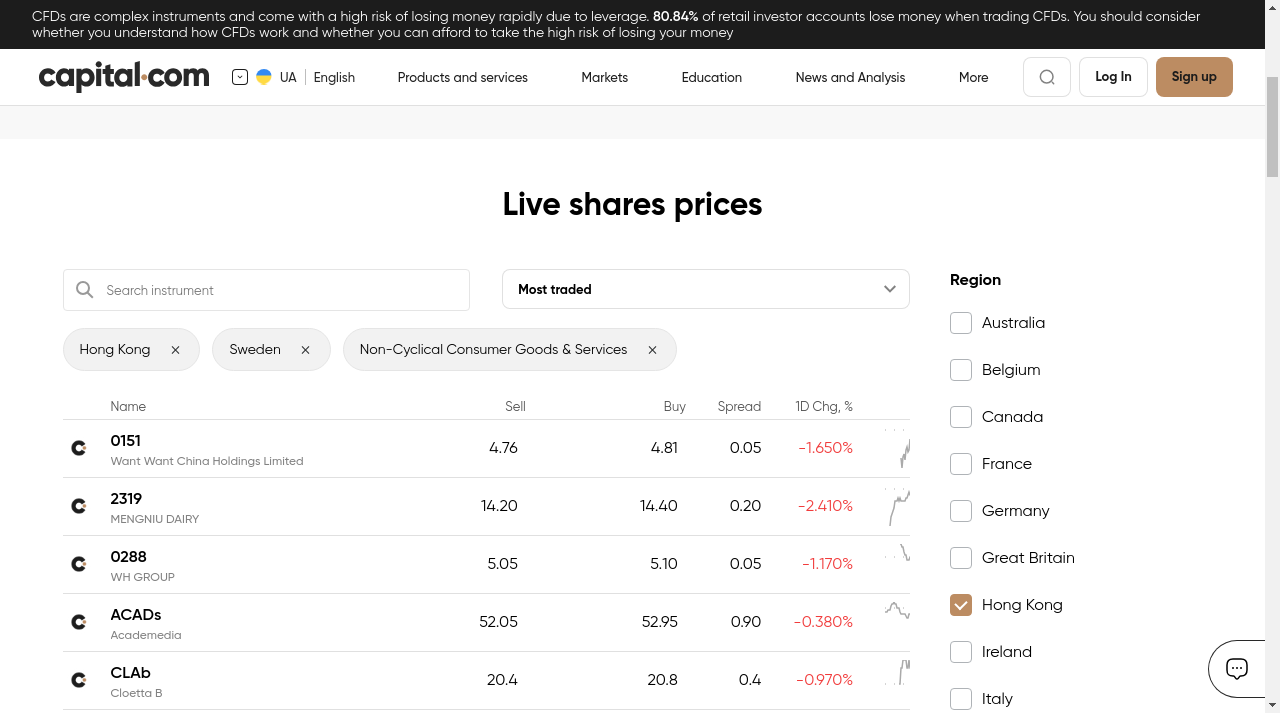 CFDs are complex instruments and come with a high risk of losing money rapidly due to leverage. 80.84% of retail investor accounts lose money when trading CFDs. You should consider
whether you understand how CFDs work and whether you can afford to take the high risk of losing your money
capital.com
UA
English
Products and services
Markets
Education
News and Analysis
More
Log In
Sign up
Live shares prices
Search instrument
Most traded
Hong Kong ×
Sweden ×
Non-Cyclical Consumer Goods & Services ×
Name Sell Buy Spread 1D Chg, %
0151 4.76 4.81 0.05 -1.650%
Want Want China Holdings Limited
2319 14.20 14.40 0.20 -2.410%
MENGNIU DAIRY
0288 5.05 5.10 0.05 -1.170%
WH GROUP
ACADs 52.05 52.95 0.90 -0.380%
Academedia
CLAb 20.4 20.8 0.4 -0.970%
Cloetta B
Region
Australia
Belgium
Canada
France
Germany
Great Britain
Hong Kong
Ireland
Italy